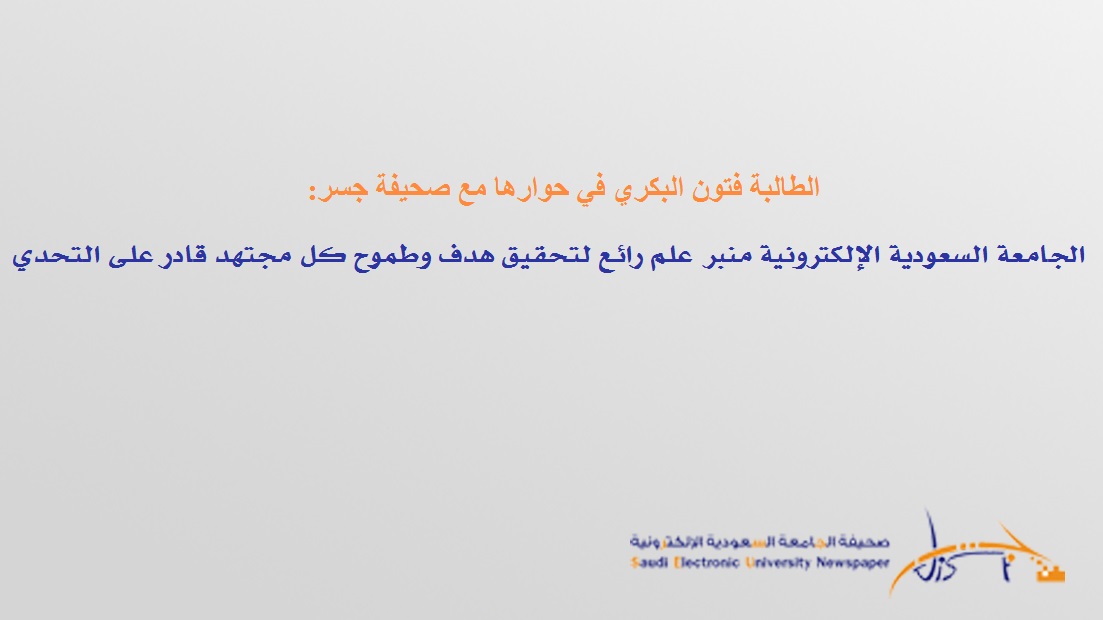 الطالبة فتون البكري في حوارها مع صحيفة جسر:
الجامعة السعودية الإلكترونية منبر علم رائع لتحقيق هدف وطموح كل مجتهد قادر على التحدي
صحيفة الجامعة السعودية الإلكترونية
Saudi Electronic University Newspaper